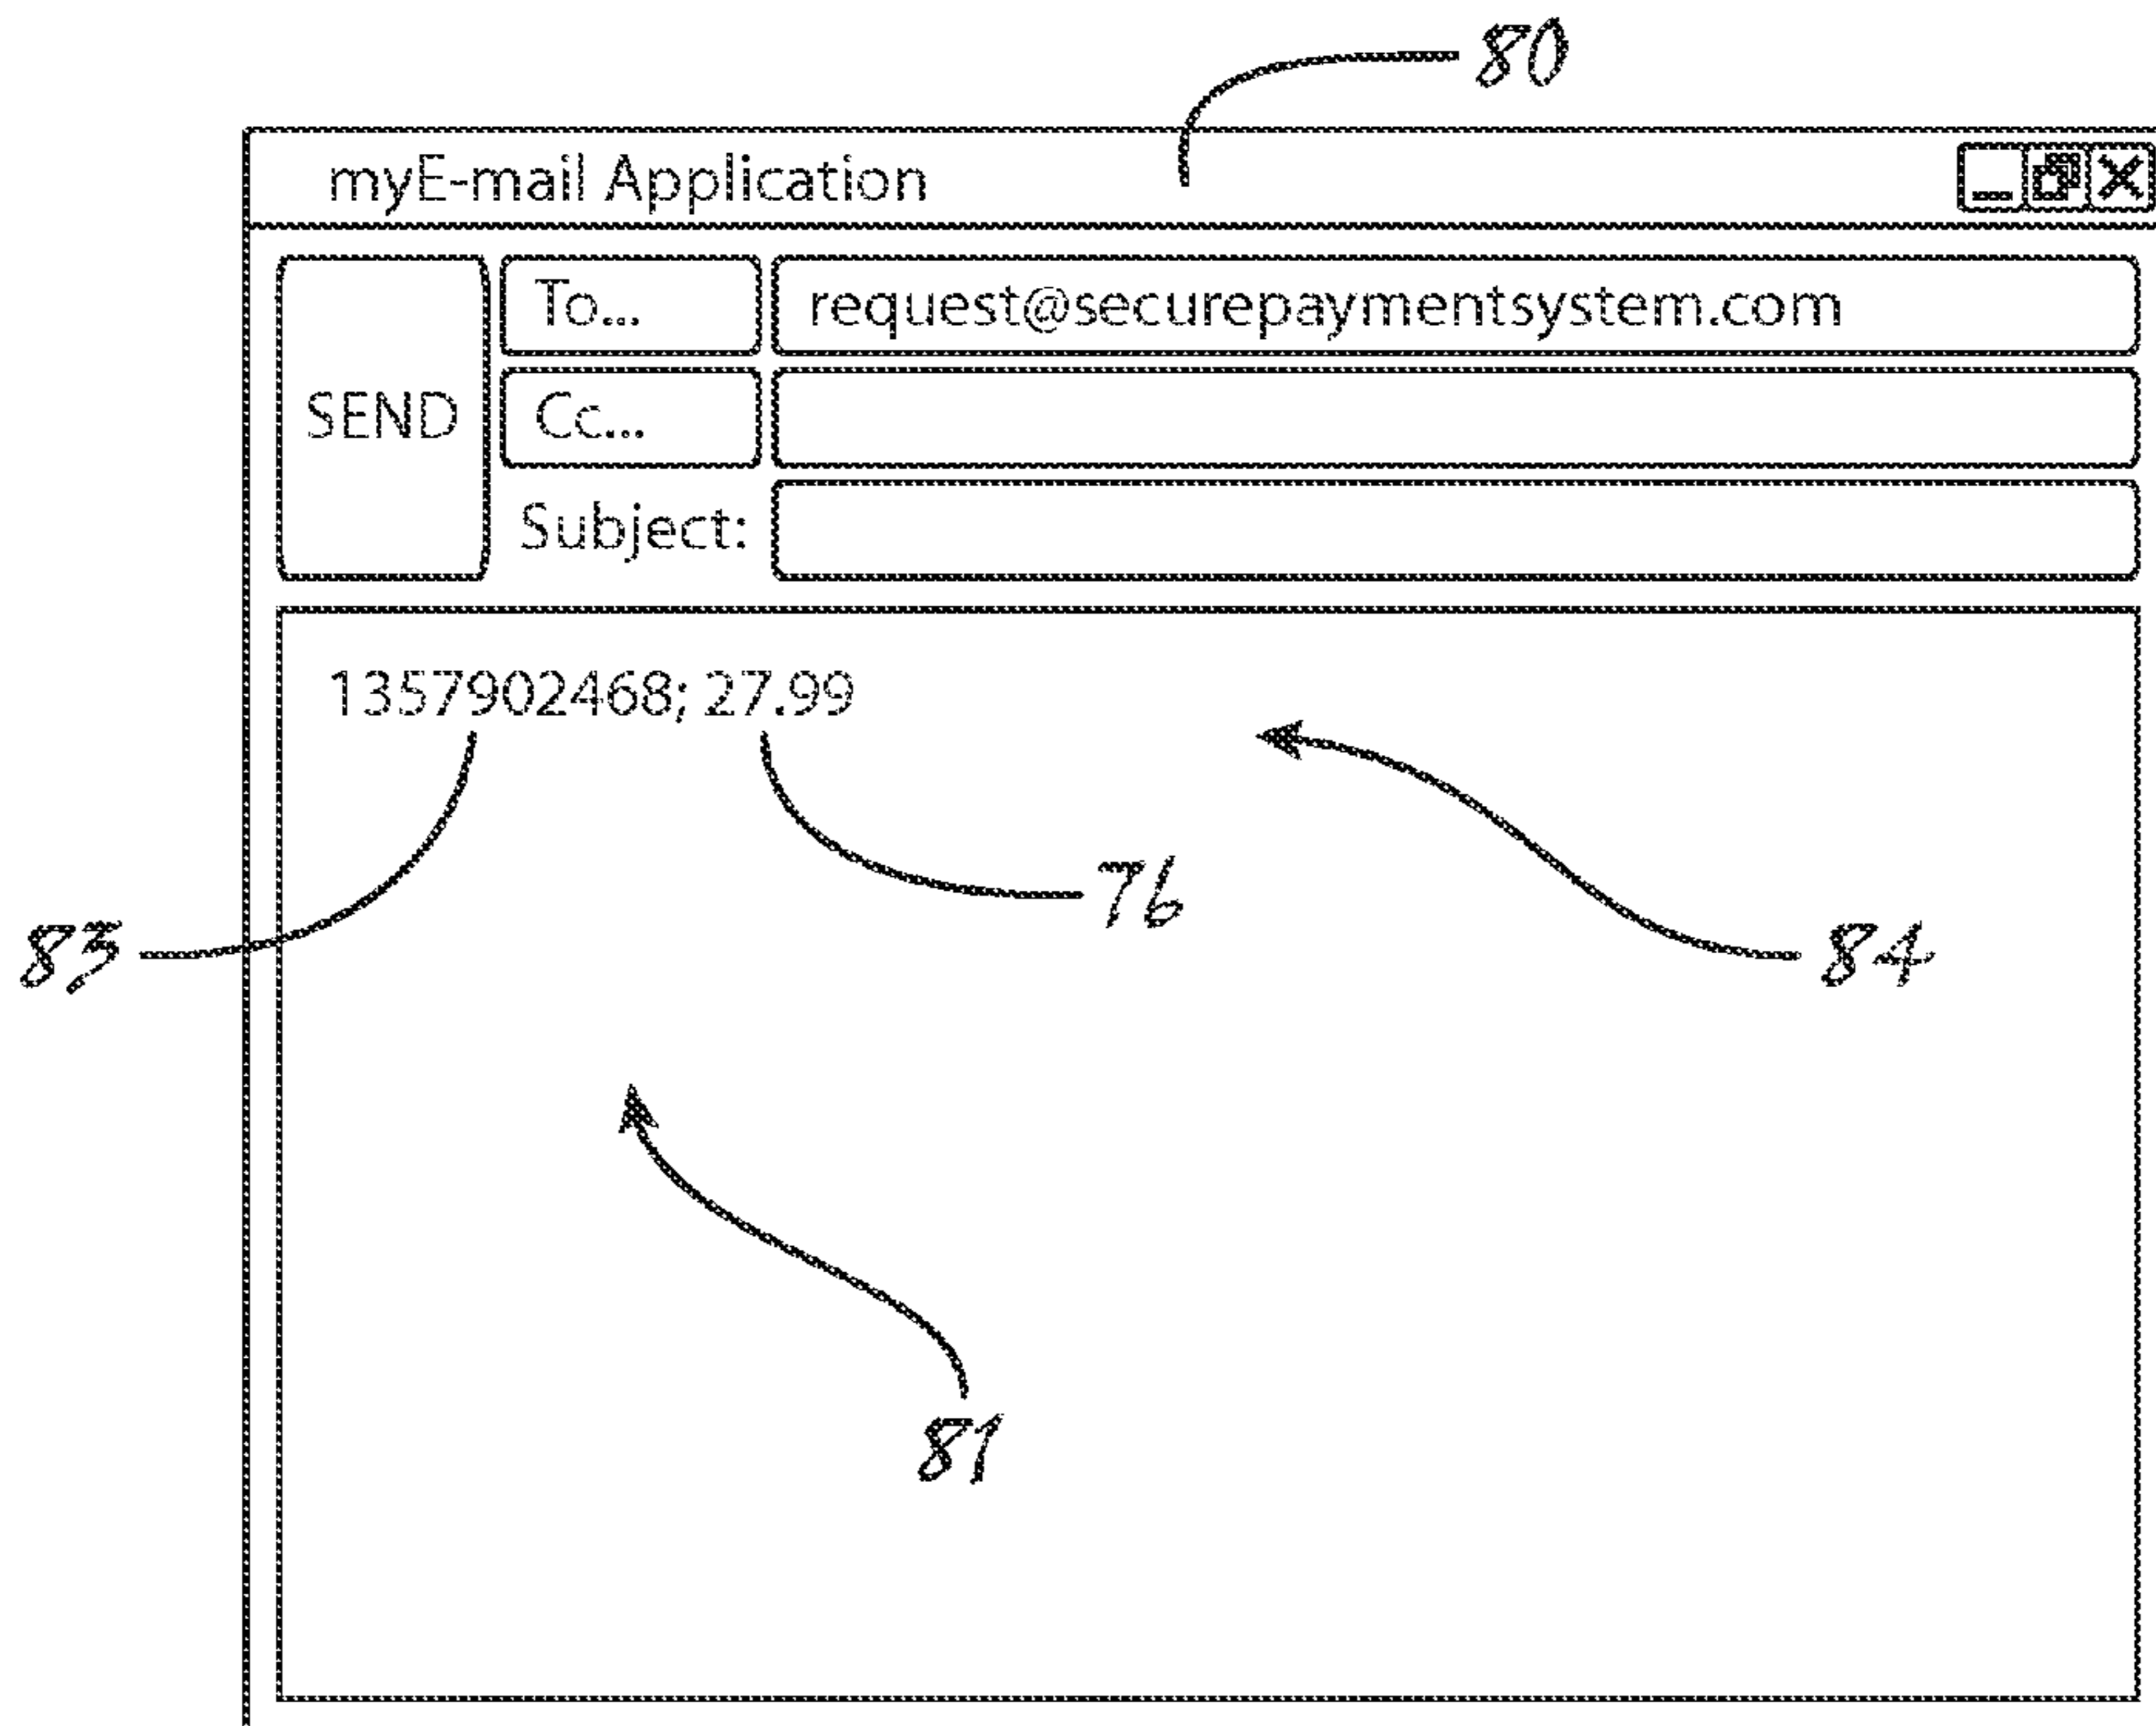 80
myE-mail Application
To... request@securepaymentsystem.com
SEND Cc...
Subject:
1357902468; 27.99
76
83
84
81